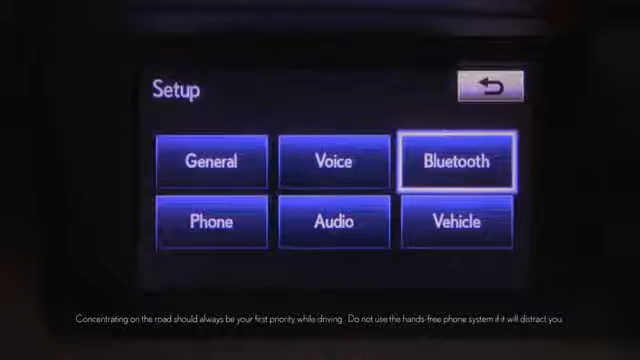 Setup
General Voice Bluetooth
Phone Audio Vehicle
Concentrating on the road should always be your first priority while driving. Do not use the hands-free phone system if it will distract you.